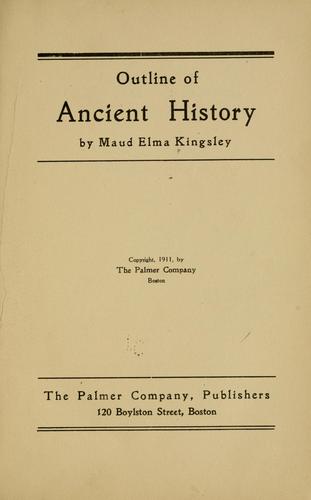 Outline of
Ancient History
by Maud Elma Kingsley
Copyright, 1911, by
The Palmer Company
Boston
The Palmer Company, Publishers
120 Boylston Street, Boston